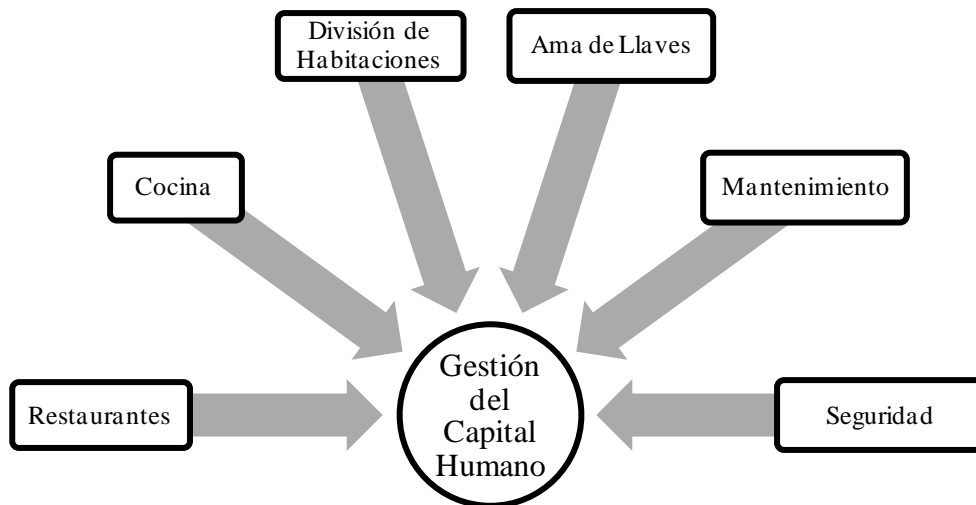 División de
Habitaciones
Ama de Llaves
Cocina
Mantenimiento
Restaurantes
Gestión
del
Capital
Humano
Seguridad